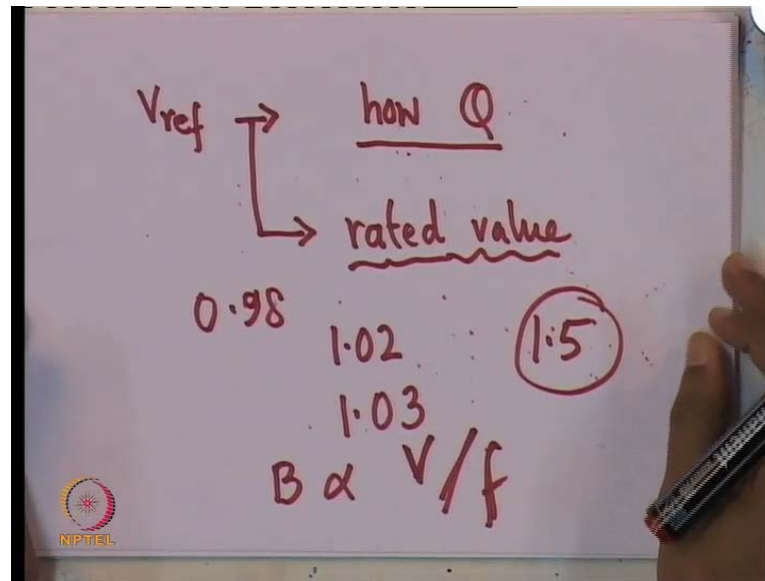 Vref → how Q
→ rated value
0.98
1.02 1.5
1.03
B ∝ V/f
NPTEL